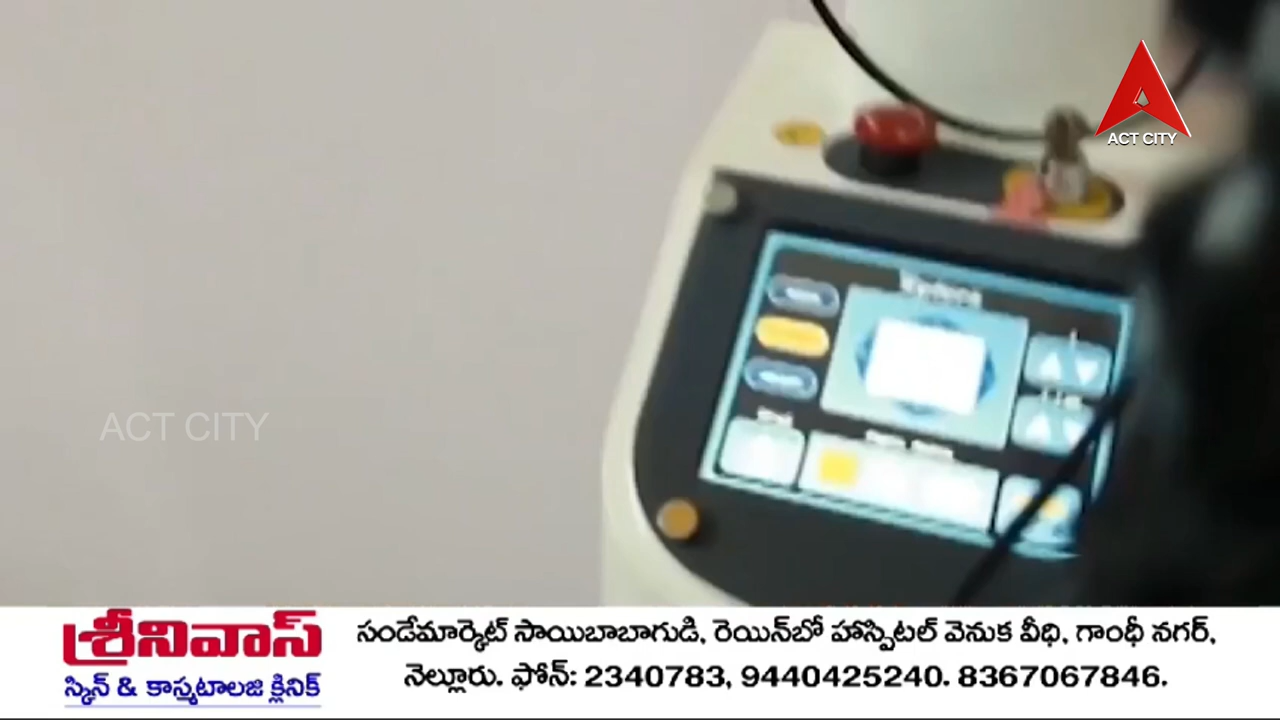 ACT CITY
ACT CITY
శ్రీనివాస్
స్కిన్ & కాస్మటాలజి క్లినిక్
సండేమార్కెట్ సాయిబాబాగుడి, రెయిన్‌బో హాస్పిటల్ వెనుక వీధి, గాంధీ నగర్,
నెల్లూరు. ఫోన్: 2340783, 9440425240. 8367067846.